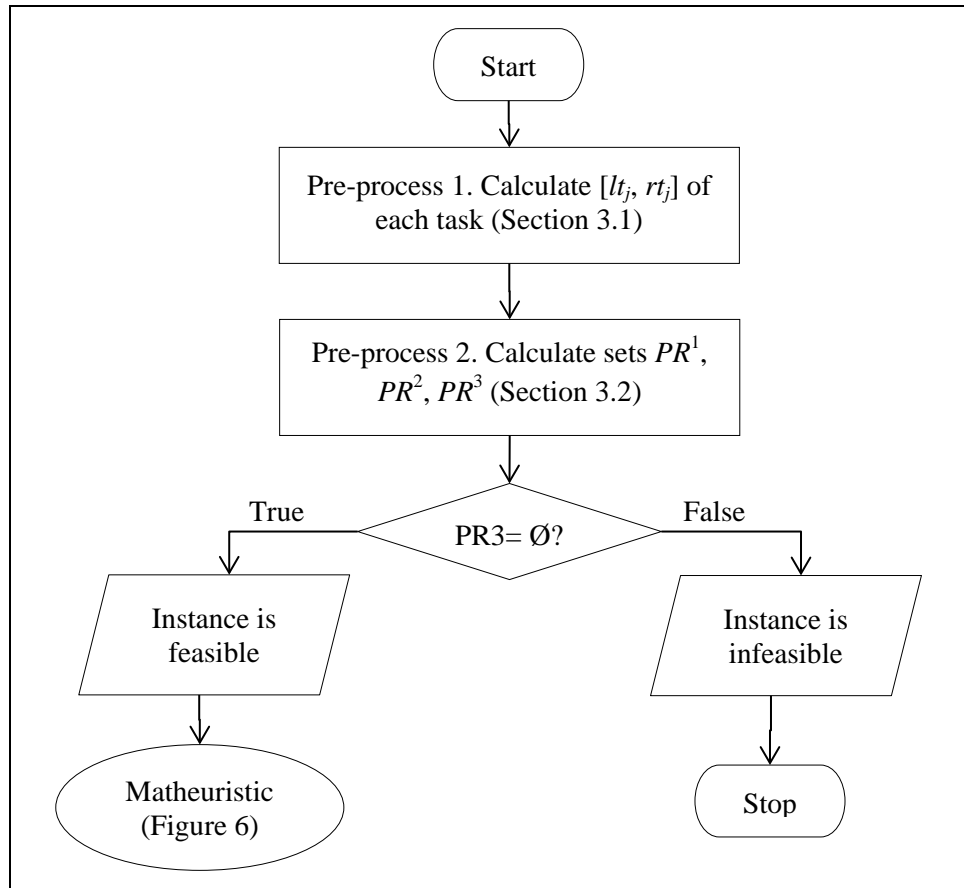 Start
Pre-process 1. Calculate [lt_j, rt_j] of
each task (Section 3.1)
Pre-process 2. Calculate sets PR^1,
PR^2, PR^3 (Section 3.2)
True
False
PR3= Ø?
Instance is
feasible
Instance is
infeasible
Matheuristic
(Figure 6)
Stop